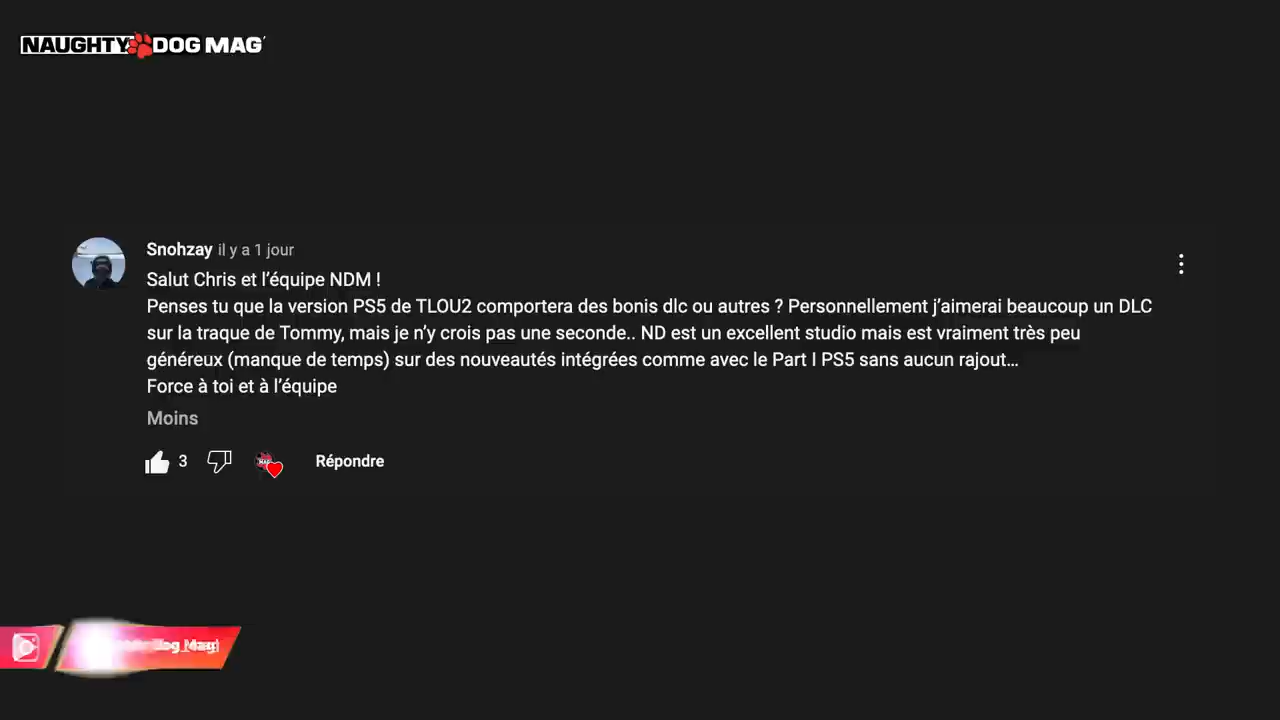 NAUGHTY DOG MAG'
Snohzay il y a 1 jour
Salut Chris et l'équipe NDM !
Penses tu que la version PS5 de TLOU2 comportera des bonis dlc ou autres ? Personnellement j'aimerai beaucoup un DLC
sur la traque de Tommy, mais je n'y crois pas une seconde.. ND est un excellent studio mais est vraiment très peu
généreux (manque de temps) sur des nouveautés intégrées comme avec le Part I PS5 sans aucun rajout...
Force à toi et à l'équipe
Moins
3 Répondre
Dog_Mag